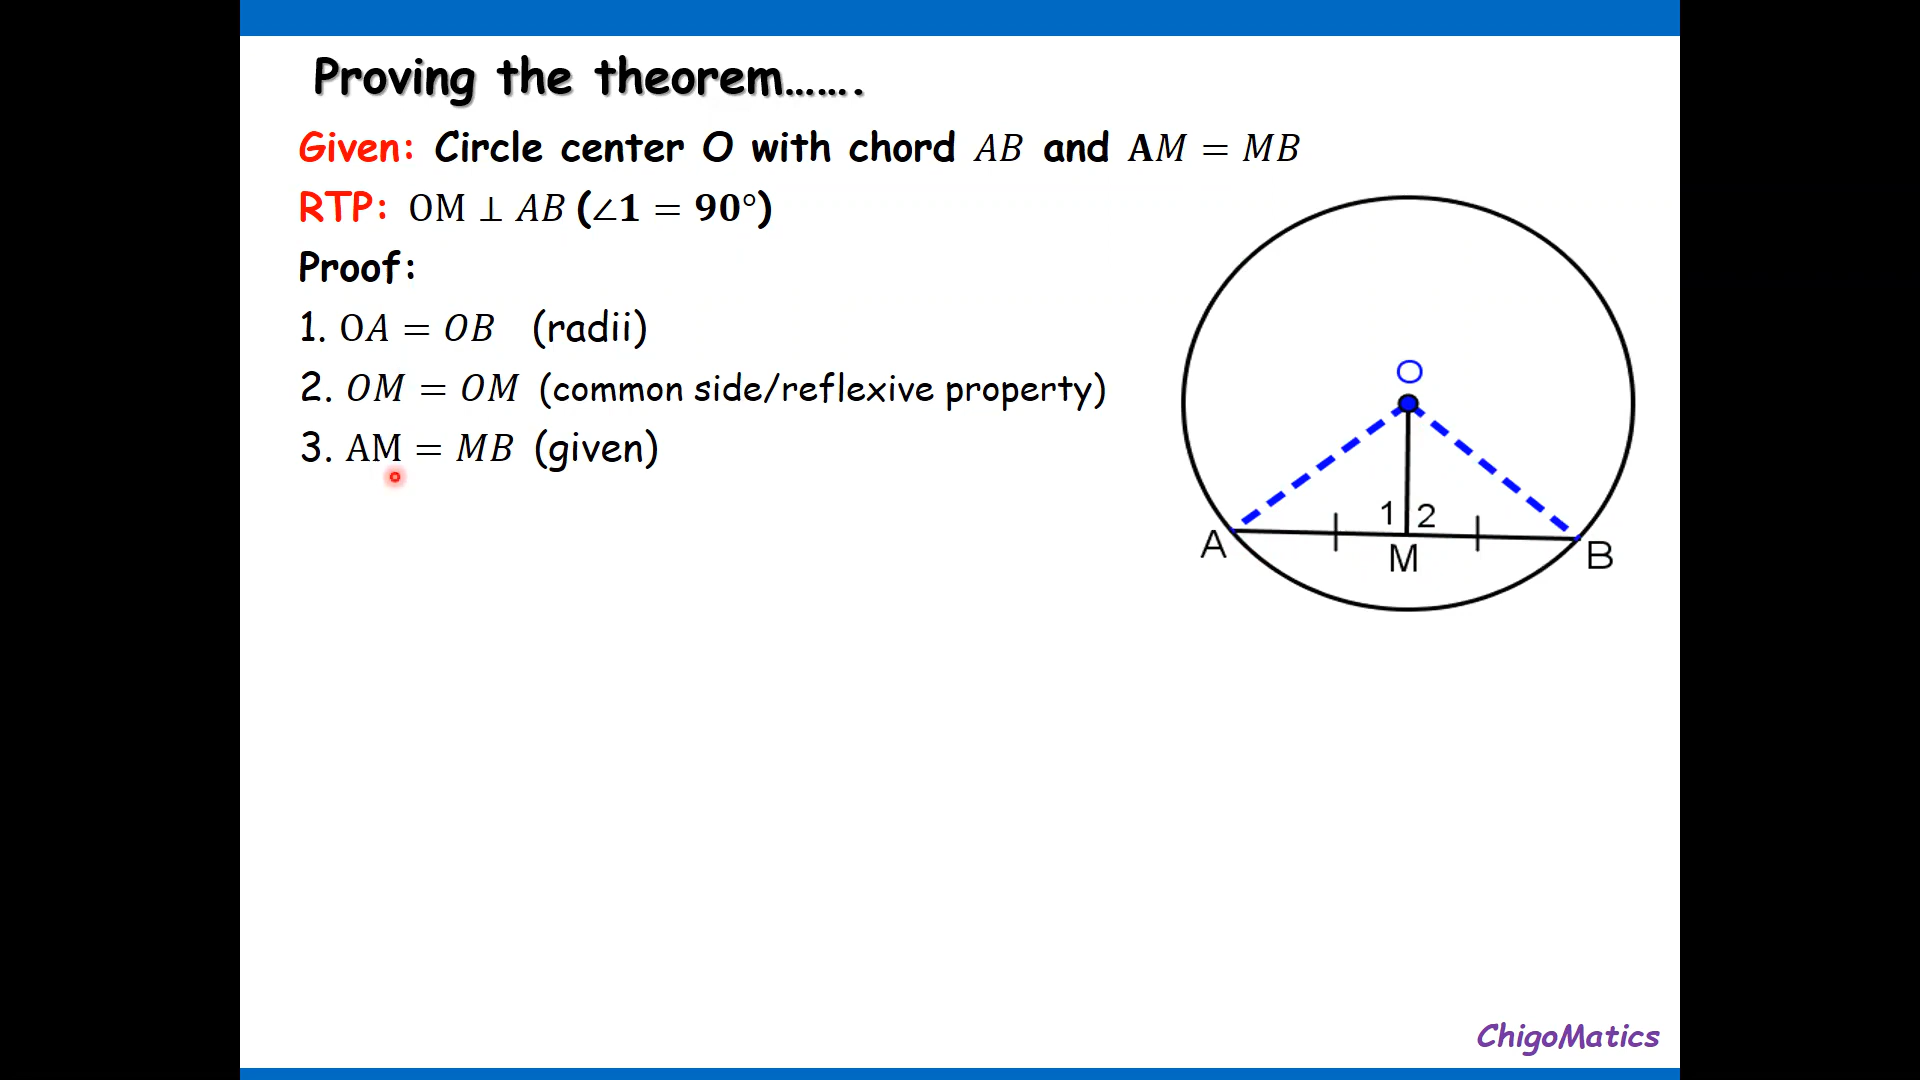 Proving the theorem…….
Given: Circle center O with chord AB and AM = MB
RTP: OM ⊥ AB (∠1 = 90°)
Proof:
1. OA = OB (radii)
2. OM = OM (common side/reflexive property)
3. AM = MB (given)
O
1 2
A
M
B
ChigoMatics